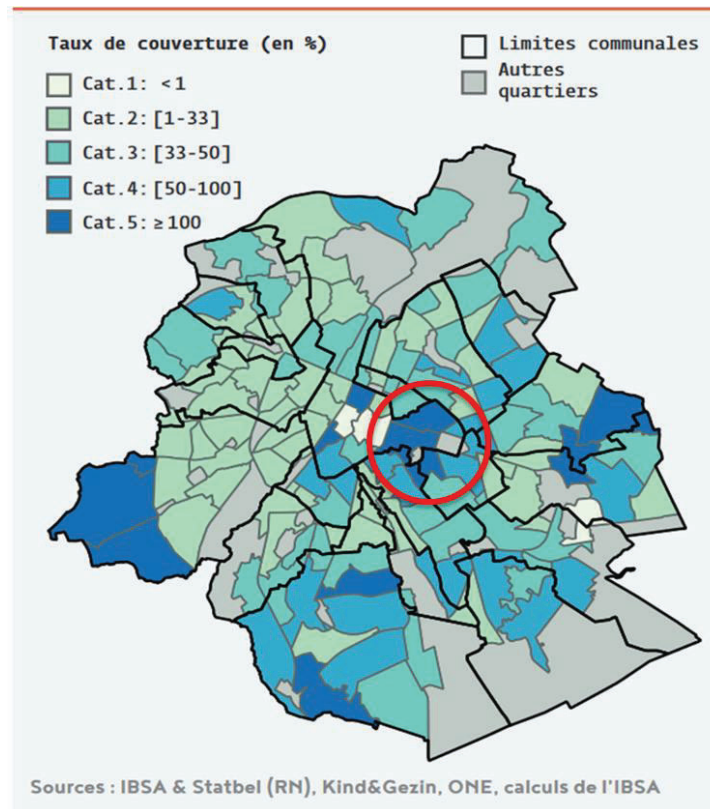 Taux de couverture (en %)
Cat.1: <1
Cat.2: [1-33]
Cat.3: [33-50]
Cat.4: [50-100]
Cat.5: ≥100
Limites communales
Autres
quartiers
Sources : IBSA & Statbel (RN), Kind&Gezin, ONE, calculs de l'IBSA